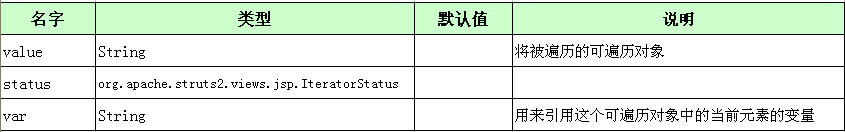 名字 类型 默认值 说明
value String 将被遍历的可遍历对象
status org.apache.struts2.views.jsp.IteratorStatus
var String 用来引用这个可遍历对象中的当前元素的变量